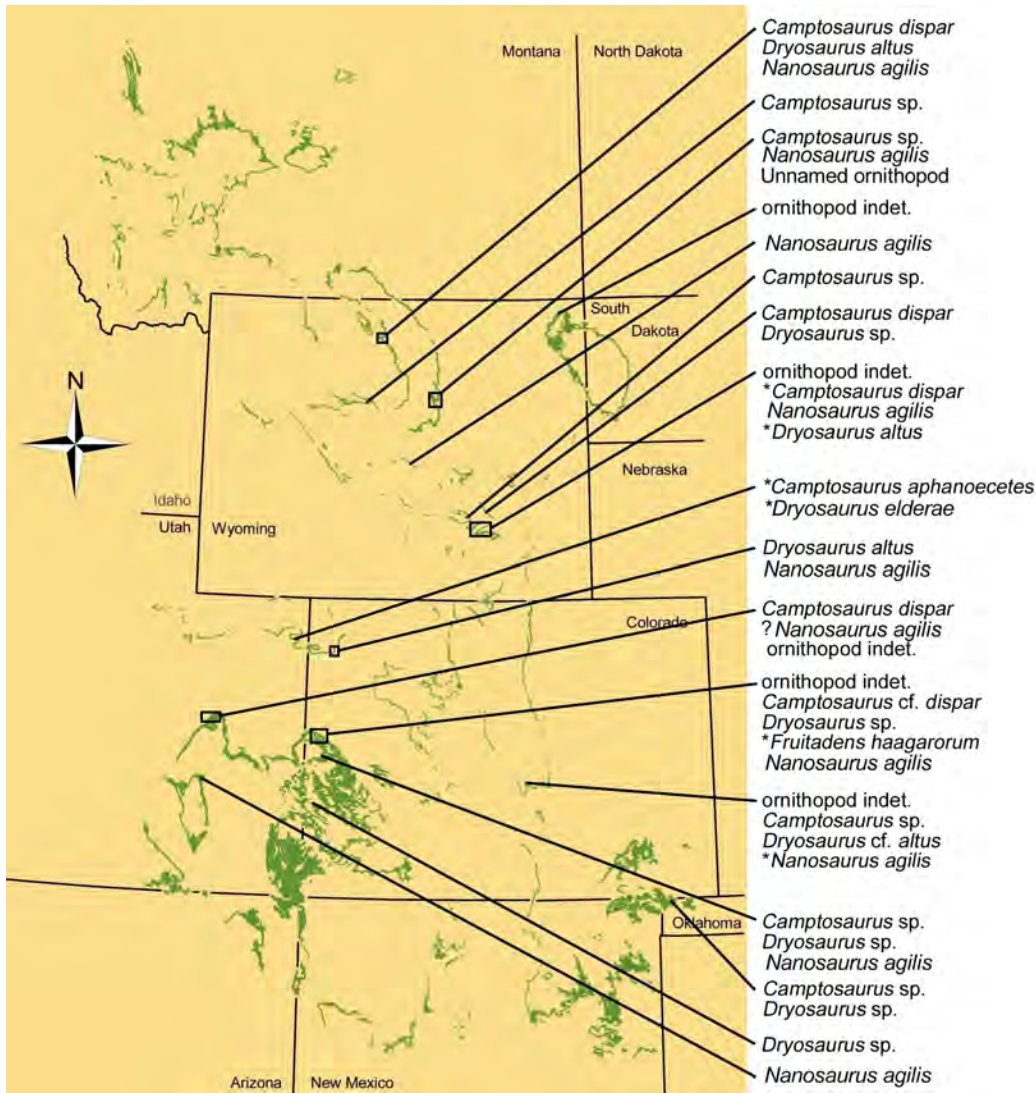 Montana
North Dakota
South
Dakota
Nebraska
N
Idaho
Utah
Wyoming
Colorado
Oklahoma
Arizona
New Mexico
Camptosaurus dispar
Dryosaurus altus
Nanosaurus agilis
Camptosaurus sp.
Camptosaurus sp.
Nanosaurus agilis
Unnamed ornithopod
ornithopod indet.
Nanosaurus agilis
Camptosaurus sp.
Camptosaurus dispar
Dryosaurus sp.
ornithopod indet.
*Camptosaurus dispar
Nanosaurus agilis
*Dryosaurus altus
*Camptosaurus aphanoecetes
*Dryosaurus elderae
Dryosaurus altus
Nanosaurus agilis
Camptosaurus dispar
? Nanosaurus agilis
ornithopod indet.
ornithopod indet.
Camptosaurus cf. dispar
Dryosaurus sp.
*Fruitadens haagarorum
Nanosaurus agilis
ornithopod indet.
Camptosaurus sp.
Dryosaurus cf. altus
*Nanosaurus agilis
Camptosaurus sp.
Dryosaurus sp.
Nanosaurus agilis
Camptosaurus sp.
Dryosaurus sp.
Dryosaurus sp.
Nanosaurus agilis